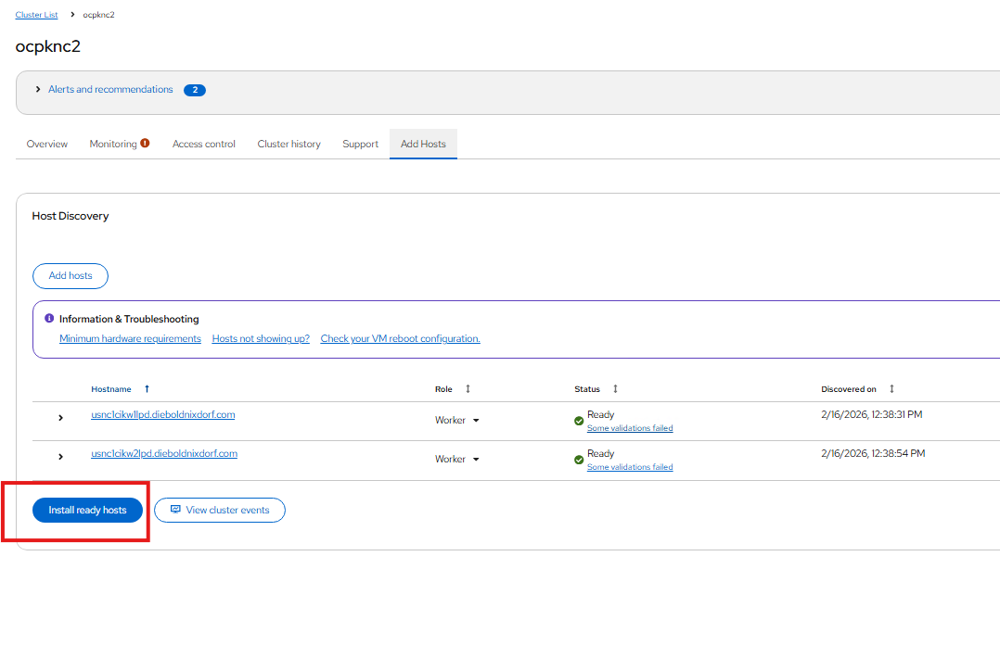 Cluster List > ocpknc2
ocpknc2
Alerts and recommendations 2
Overview Monitoring Access control Cluster history Support Add Hosts
Host Discovery
Add hosts
Information & Troubleshooting
Minimum hardware requirements Hosts not showing up? Check your VM reboot configuration.
Hostname Role Status Discovered on
usnc1cikw1lpd.dieboldnixdorf.com Worker Ready 2/16/2026, 12:38:31 PM
Some validations failed
usnc1cikw2lpd.dieboldnixdorf.com Worker Ready 2/16/2026, 12:38:54 PM
Some validations failed
Install ready hosts View cluster events